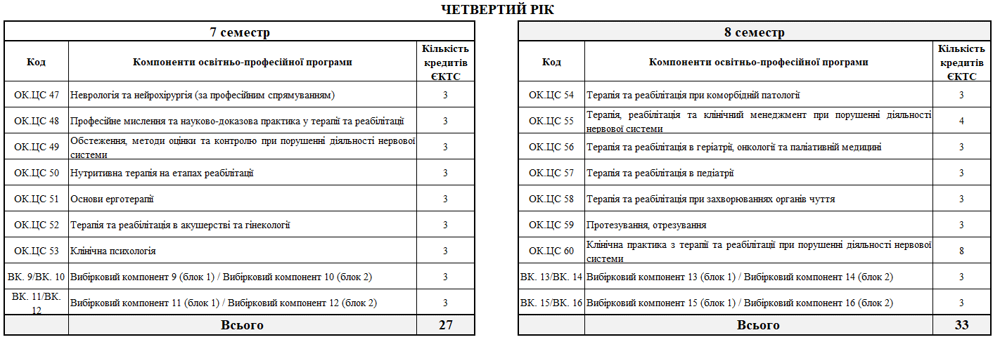 ЧЕТВЕРТИЙ РІК
7 семестр
Код
Компоненти освітньо-професійної програми
Кількість
кредитів
ЄКТС
ОК.ЦС 47 Неврологія та нейрохірургія (за професійним спрямуванням) 3
ОК.ЦС 48 Професійне мислення та науково-доказова практика у терапії та реабілітації 3
ОК.ЦС 49 Обстеження, методи оцінки та контролю при порушенні діяльності нервової
системи 3
ОК.ЦС 50 Нутритивна терапія на етапах реабілітації 3
ОК.ЦС 51 Основи ерготерапії 3
ОК.ЦС 52 Терапія та реабілітація в акушерстві та гінекології 3
ОК.ЦС 53 Клінічна психологія 3
ВК. 9/ВК. 10 Вибірковий компонент 9 (блок 1) / Вибірковий компонент 10 (блок 2) 3
ВК. 11/ВК.
12 Вибірковий компонент 11 (блок 1) / Вибірковий компонент 12 (блок 2) 3
Всього 27
8 семестр
Код
Компоненти освітньо-професійної програми
Кількість
кредитів
ЄКТС
ОК.ЦС 54 Терапія та реабілітація при коморбідній патології 3
ОК.ЦС 55 Терапія, реабілітація та клінічний менеджмент при порушенні діяльності
нервової системи 4
ОК.ЦС 56 Терапія та реабілітація в геріатрії, онкології та паліативній медицині 3
ОК.ЦС 57 Терапія та реабілітація в педіатрії 3
ОК.ЦС 58 Терапія та реабілітація при захворюваннях органів чуття 3
ОК.ЦС 59 Протезування, отрезування 3
ОК.ЦС 60 Клінічна практика з терапії та реабілітації при порушенні діяльності нервової
системи 8
ВК. 13/ВК. 14 Вибірковий компонент 13 (блок 1) / Вибірковий компонент 14 (блок 2) 3
ВК. 15/ВК. 16 Вибірковий компонент 15 (блок 1) / Вибірковий компонент 16 (блок 2) 3
Всього 33